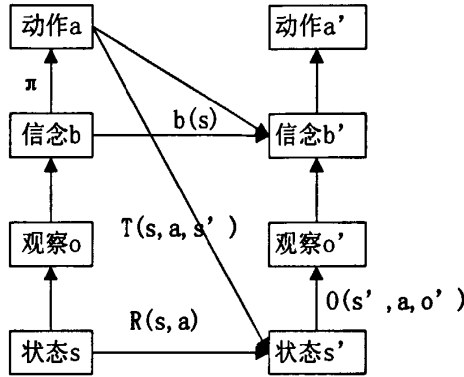 动作a
动作a’
π
信念b
b(s)
信念b’
观察o
T(s,a,s’)
观察o’
R(s,a)
O(s’,a,o’)
状态s
状态s’